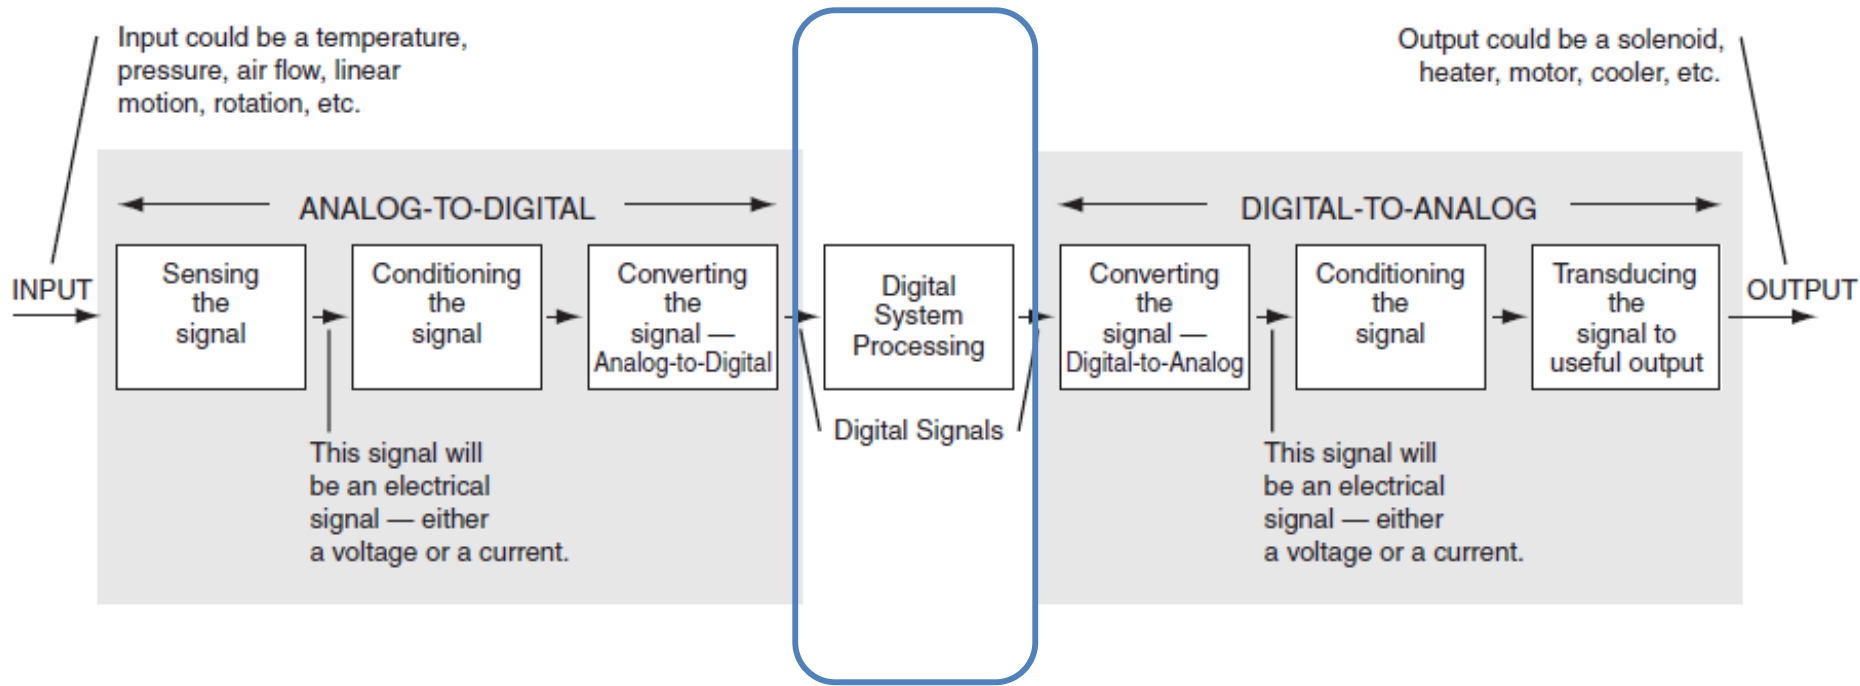 Input could be a temperature,
pressure, air flow, linear
motion, rotation, etc.
Output could be a solenoid,
heater, motor, cooler, etc.
ANALOG-TO-DIGITAL
DIGITAL-TO-ANALOG
INPUT
Sensing
the
signal
Conditioning
the
signal
Converting
the
signal —
Analog-to-Digital
Digital
System
Processing
Converting
the
signal —
Digital-to-Analog
Conditioning
the
signal
Transducing
the
signal to
useful output
OUTPUT
Digital Signals
This signal will
be an electrical
signal — either
a voltage or a current.
This signal will
be an electrical
signal — either
a voltage or a current.